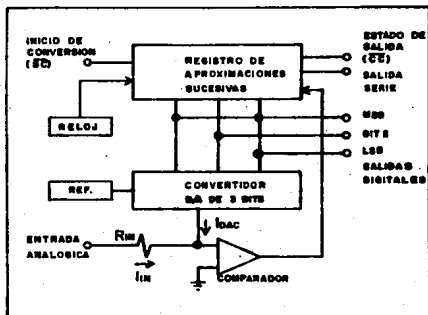 INICIO DE
CONVERSION
(SC)
RELOJ
REGISTRO DE
APROXIMACIONES
SUCESIVAS
ESTADO DE
SALIDA
(CC)
SALIDA
SERIE
MSB
BIT 2
LSB
SALIDAS
DIGITALES
REF.
CONVERTIDOR
D/A DE 3 BITS
ENTRADA
ANALOGICA
RIN
IIN
IDAC
COMPARADOR